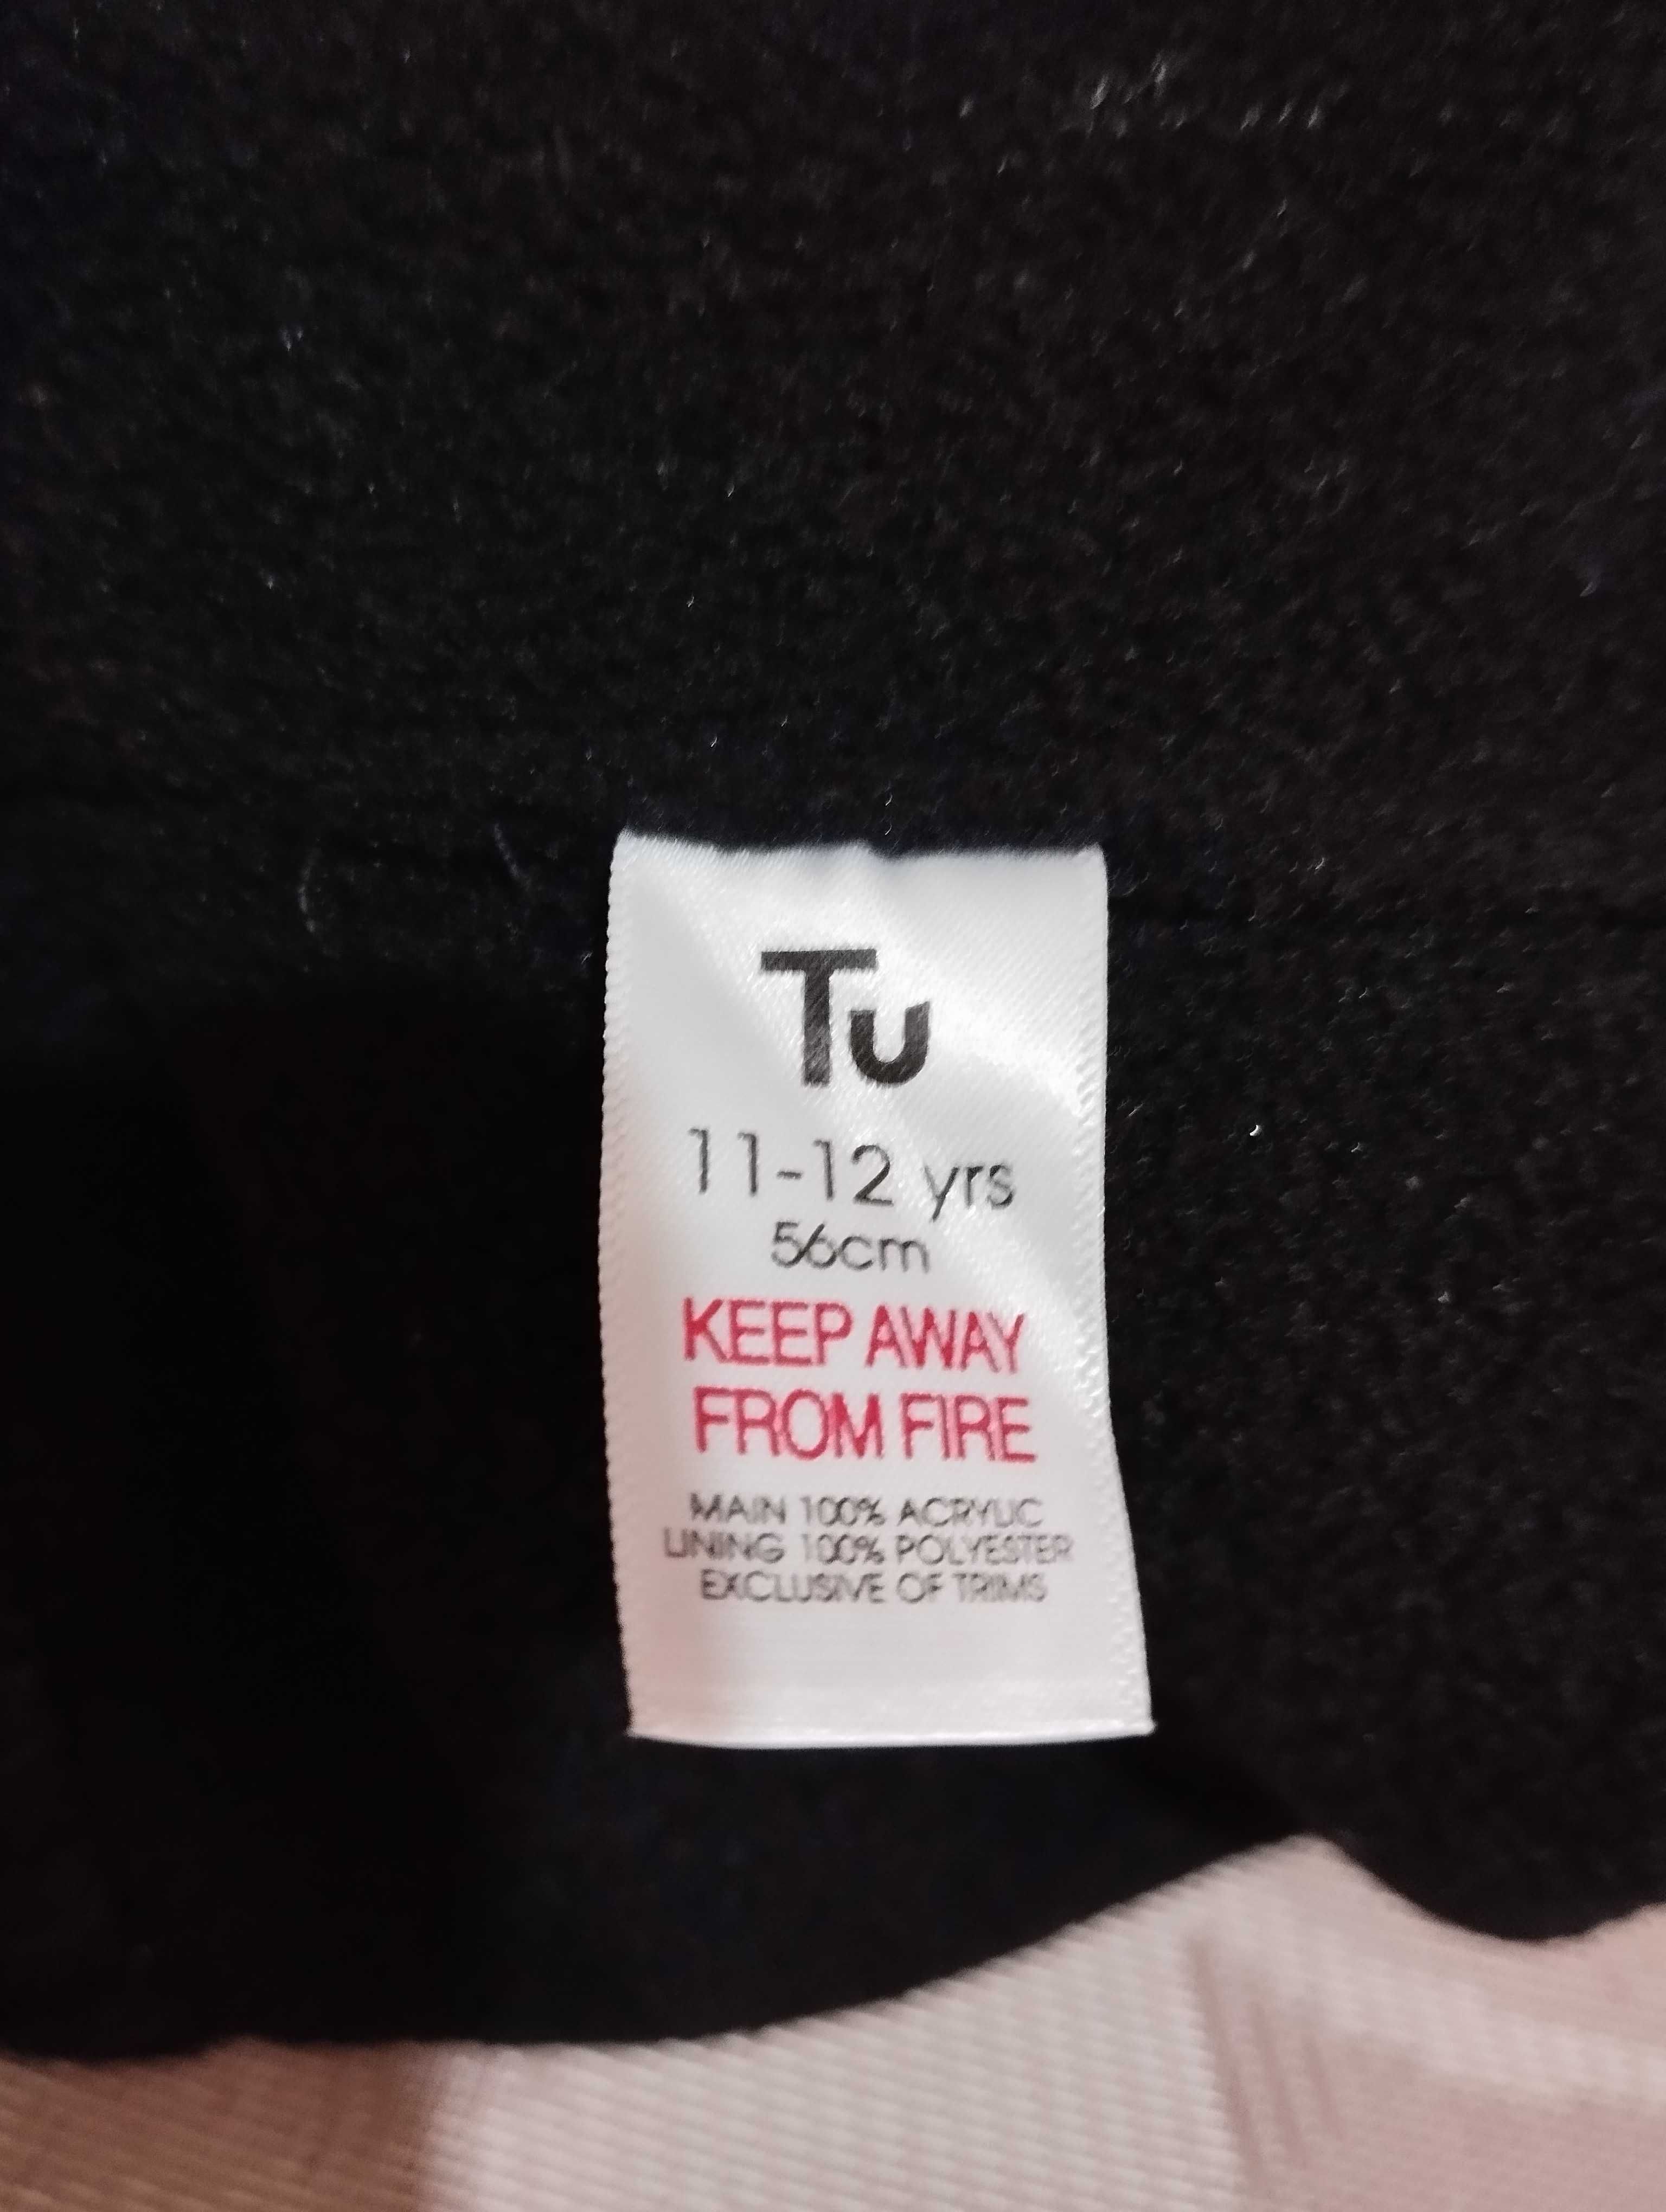 Tu
11-12 yrs
56cm
KEEP AWAY
FROM FIRE
MAIN 100% ACRYLIC
LINING 100% POLYESTER
EXCLUSIVE OF TRIMS